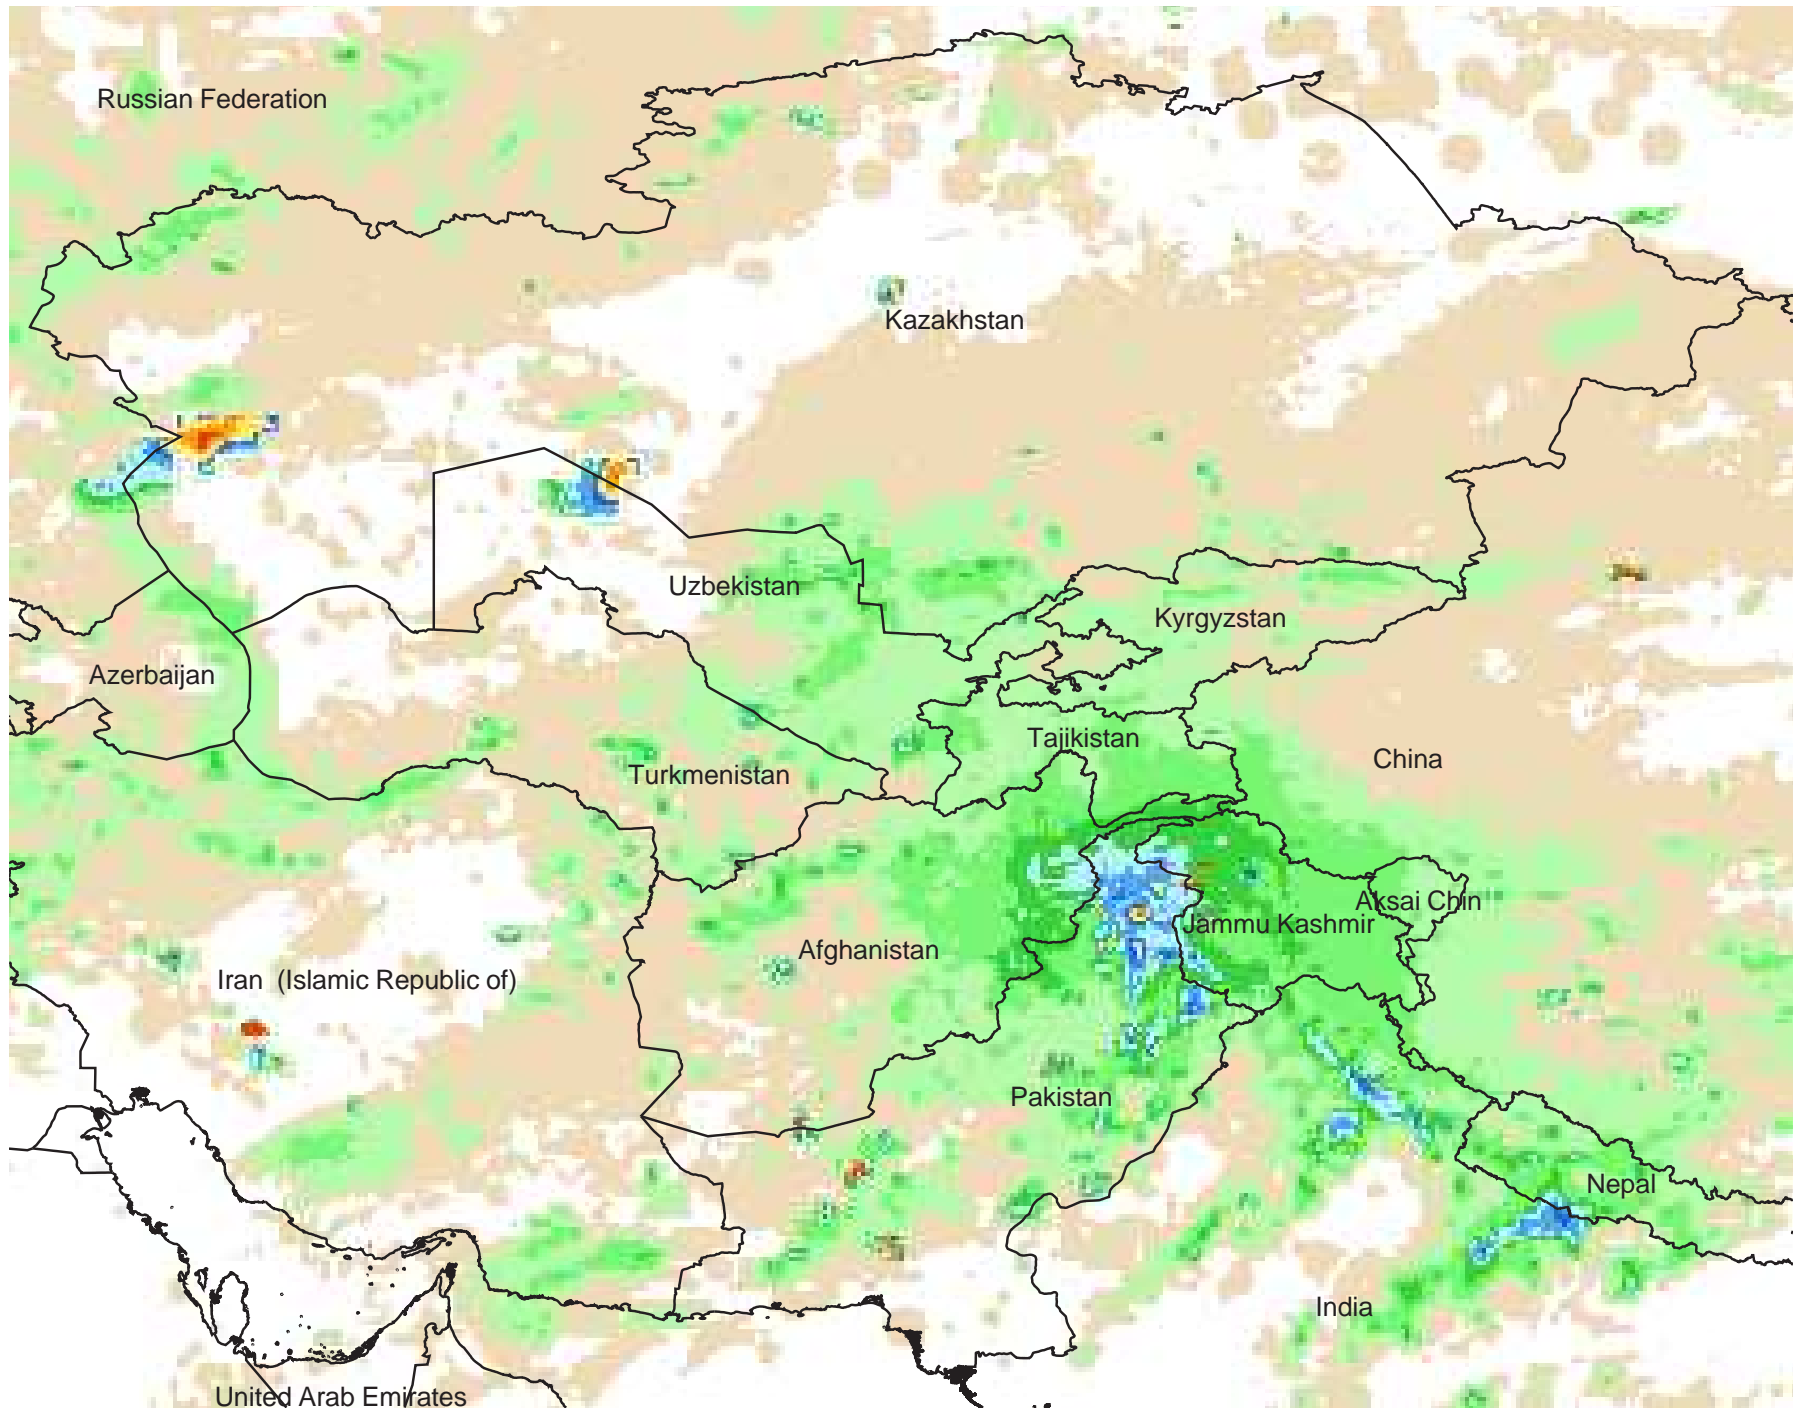 Russian Federation
Kazakhstan
Uzbekistan
Kyrgyzstan
Azerbaijan
Tajikistan
China
Turkmenistan
Aksai Chin
Jammu Kashmir
Afghanistan
Iran (Islamic Republic of)
Pakistan
Nepal
India
United Arab Emirates